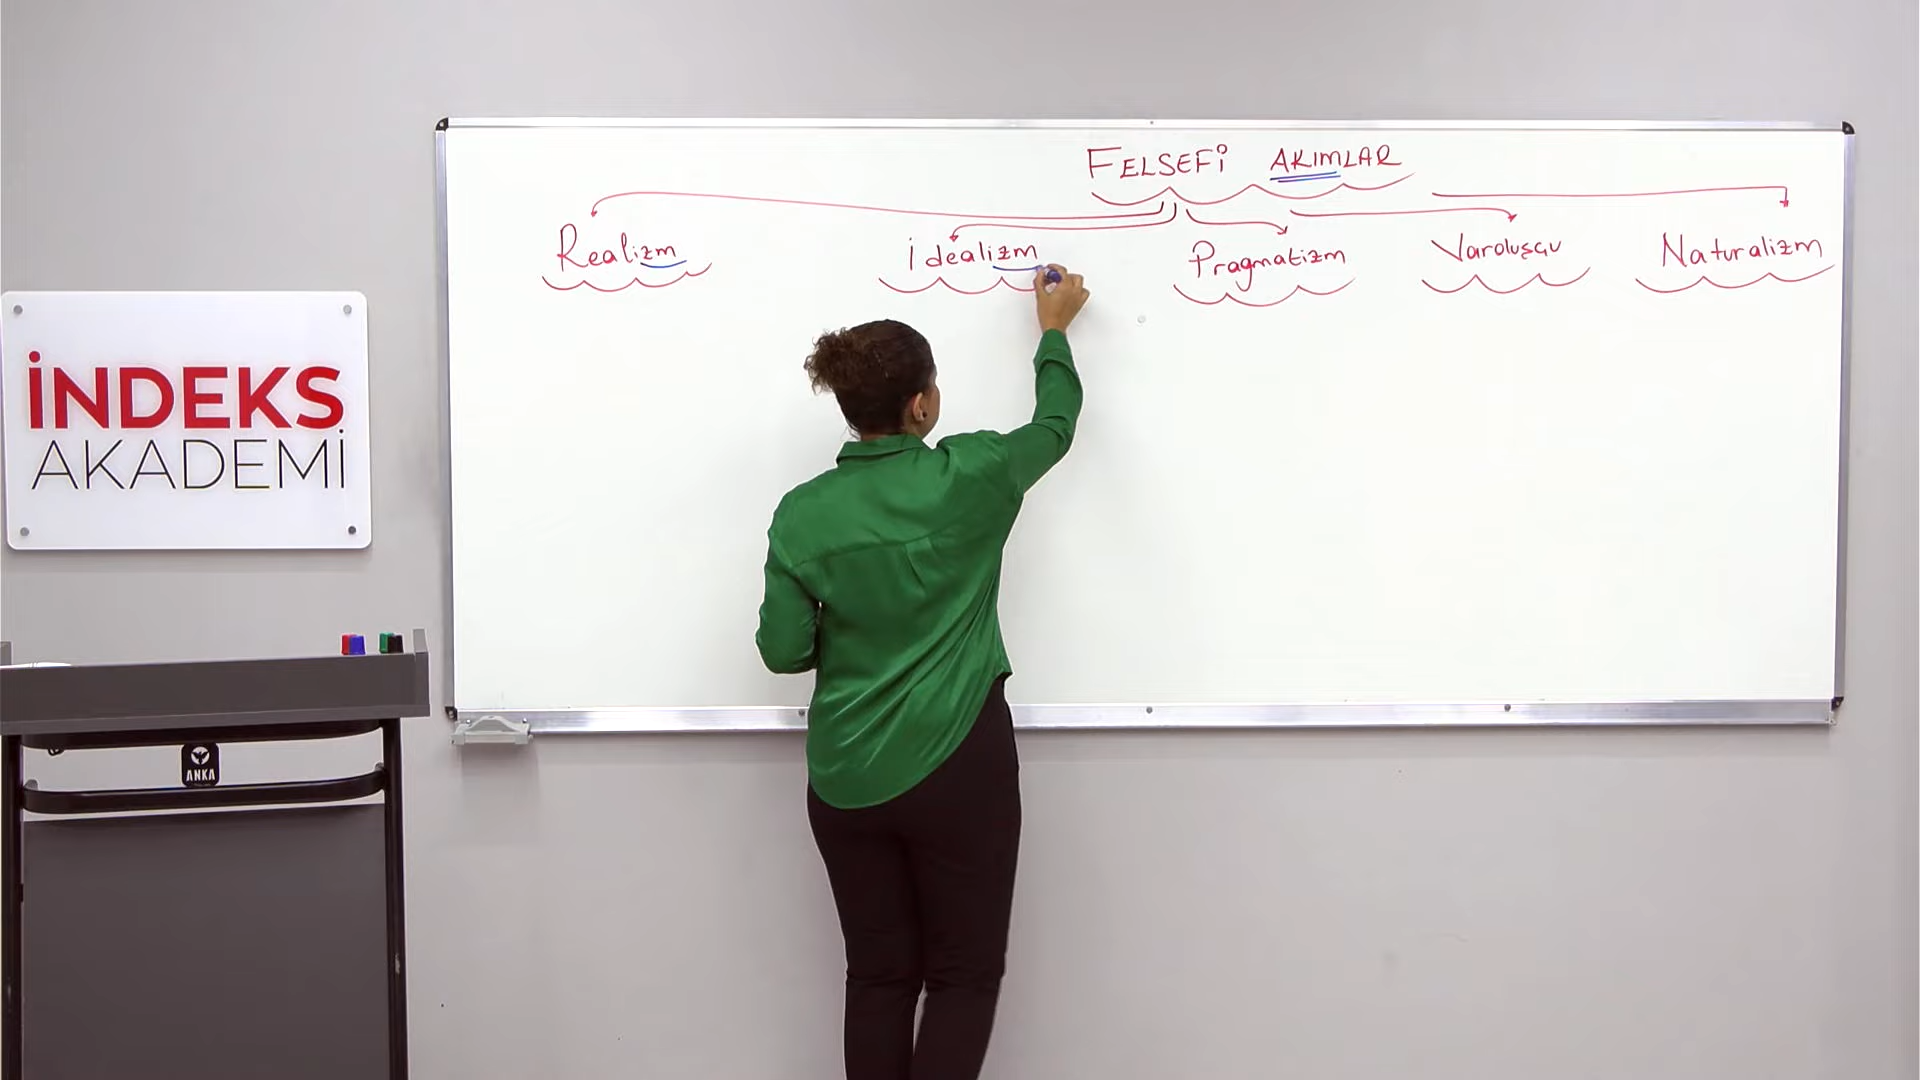 FELSEFİ AKIMLAR
Realizm
İdealizm
Pragmatizm
Varoluşçu
Naturalizm
İNDEKS
AKADEMİ
ANKA